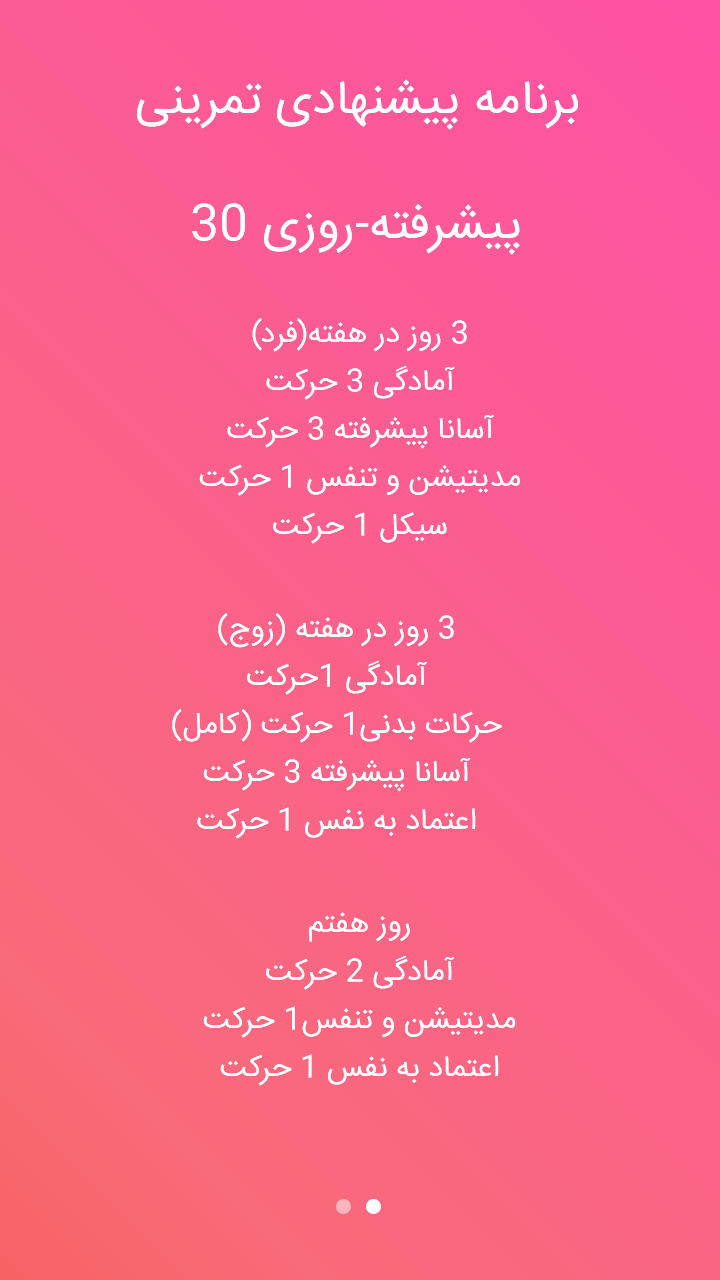 برنامه پیشنهادی تمرینی
پیشرفته-روزی 30
3 روز در هفته(فرد)
آمادگی 3 حرکت
آسانا پیشرفته 3 حرکت
مدیتیشن و تنفس 1 حرکت
سیکل 1 حرکت
3 روز در هفته (زوج)
آمادگی 1حرکت
حرکات بدنی1 حرکت (کامل)
آسانا پیشرفته 3 حرکت
اعتماد به نفس 1 حرکت
روز هفتم
آمادگی 2 حرکت
مدیتیشن و تنفس1 حرکت
اعتماد به نفس 1 حرکت